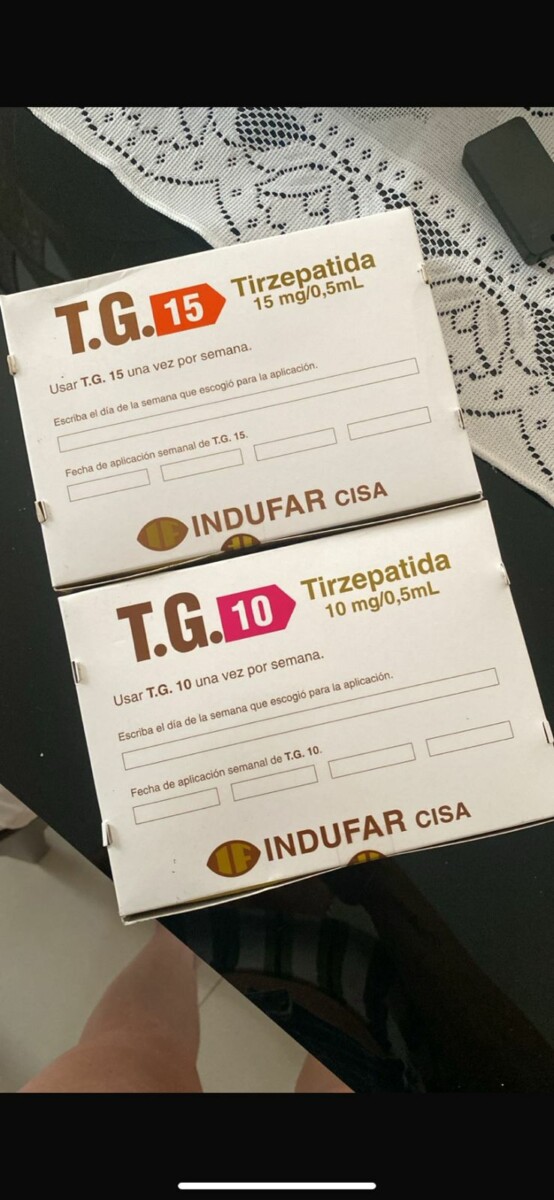 T.G. 15
Tirzepatida
15 mg/0,5mL
Usar T.G. 15 una vez por semana.
Escriba el día de la semana que escogió para la aplicación.
Fecha de aplicación semanal de T.G. 15.
IF INDUFAR CISA
T.G. 10
Tirzepatida
10 mg/0,5mL
Usar T.G. 10 una vez por semana.
Escriba el día de la semana que escogió para la aplicación.
Fecha de aplicación semanal de T.G. 10.
IF INDUFAR CISA